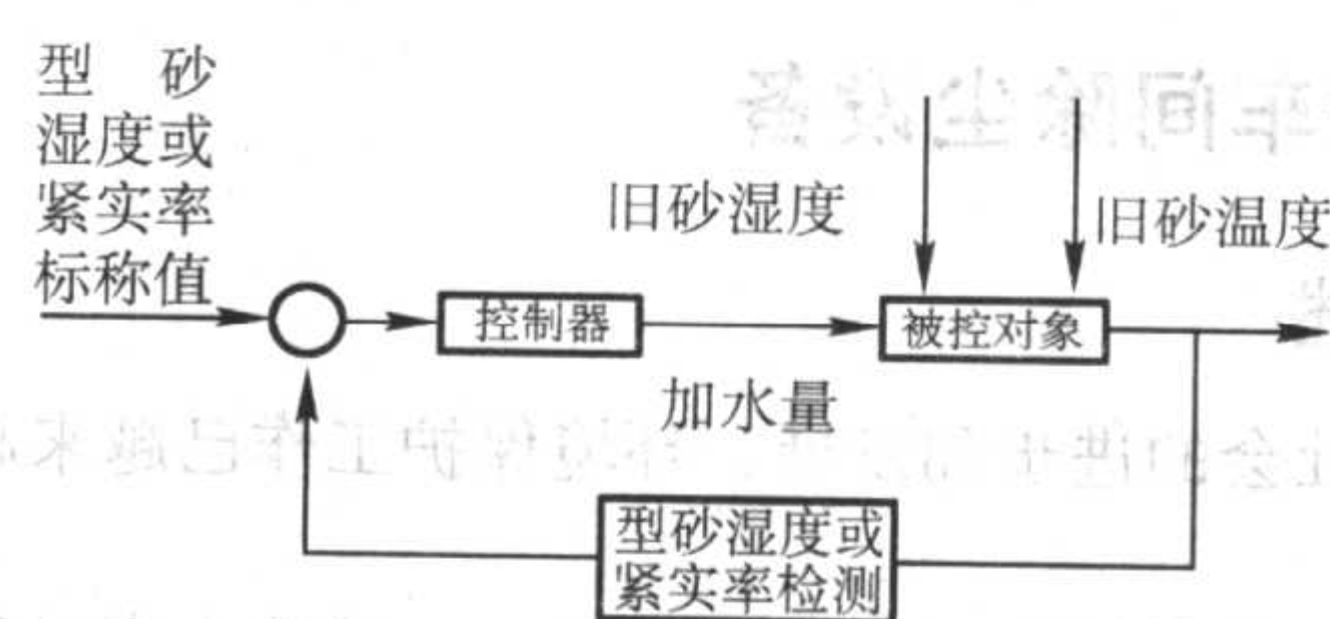 型 砂
湿度或
紧实率
标称值
旧砂湿度
旧砂温度
控制器
被控对象
加水量
型砂湿度或
紧实率检测